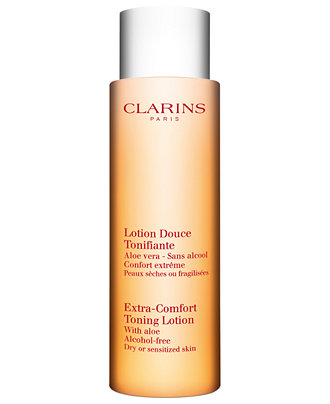 CLARINS
PARIS
Lotion Douce
Tonifiante
Aloe vera - Sans alcool
Confort extrême
Peaux sèches ou fragilisées
Extra-Comfort
Toning Lotion
With aloe
Alcohol-free
Dry or sensitized skin